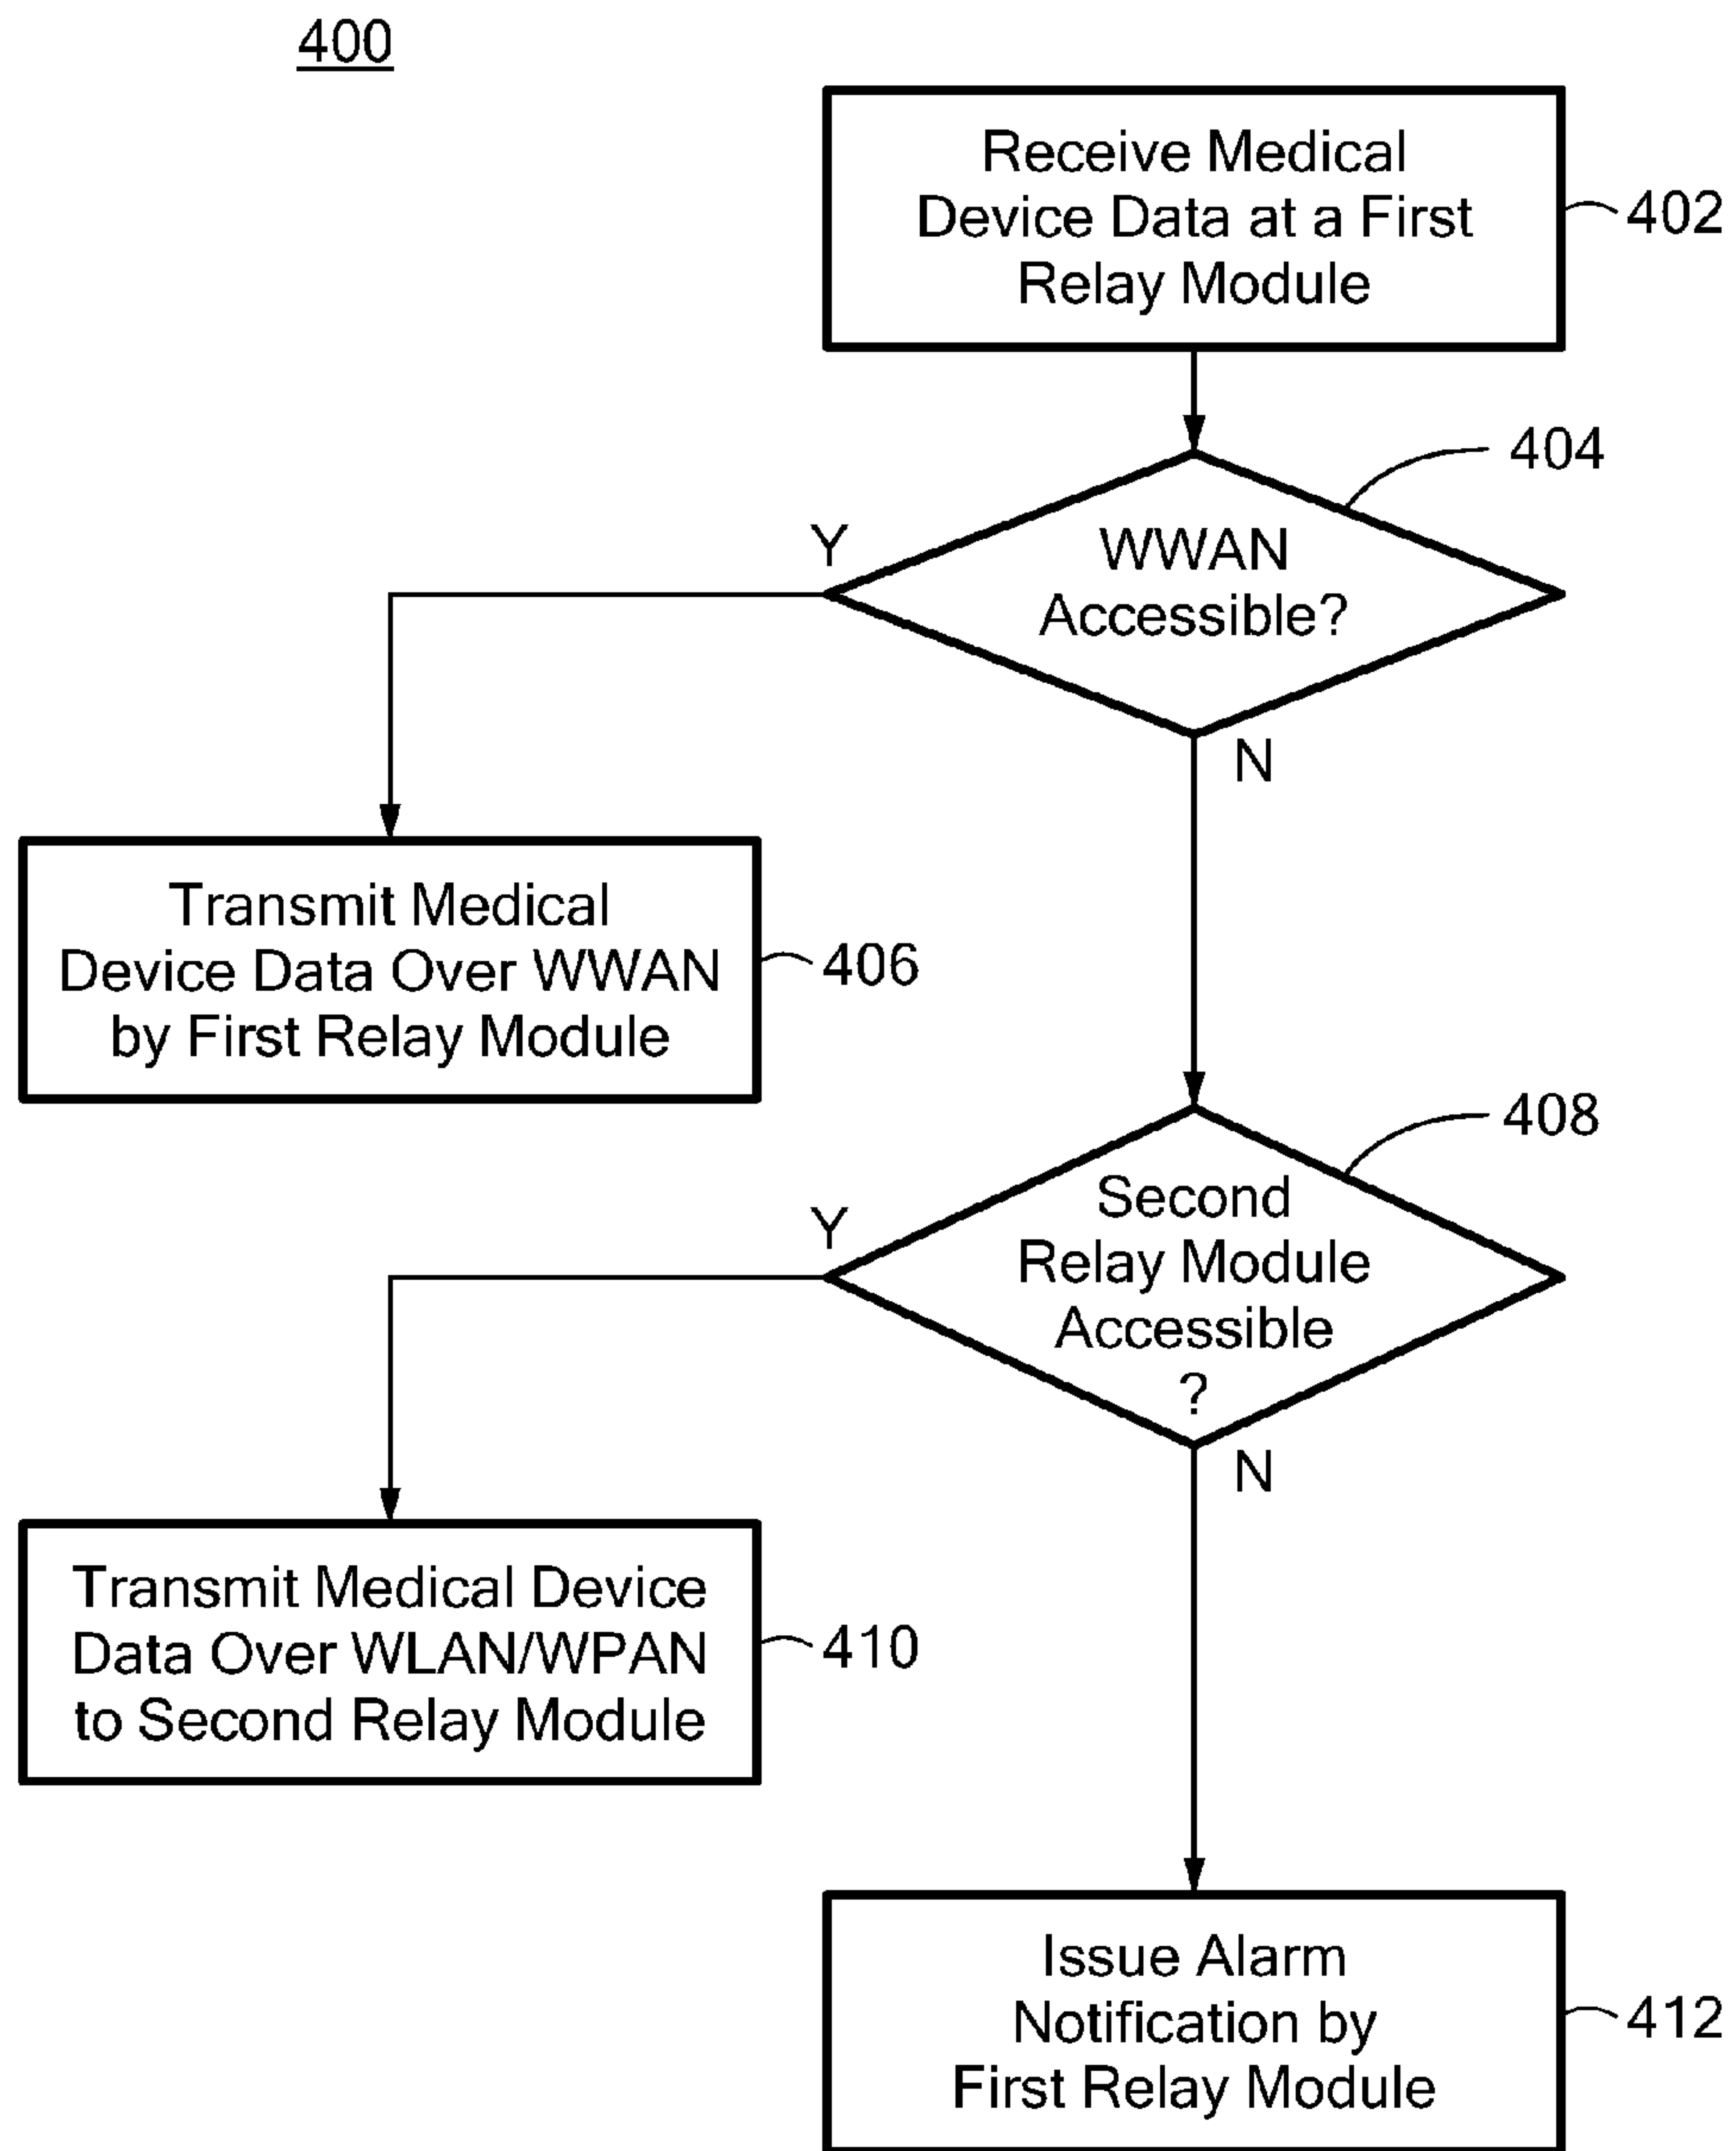 400
Receive Medical
Device Data at a First
Relay Module
402
404
WWAN
Accessible?
Y
N
Transmit Medical
Device Data Over WWAN
by First Relay Module
406
408
Second
Relay Module
Accessible
?
Y
N
Transmit Medical Device
Data Over WLAN/WPAN
to Second Relay Module
410
Issue Alarm
Notification by
First Relay Module
412